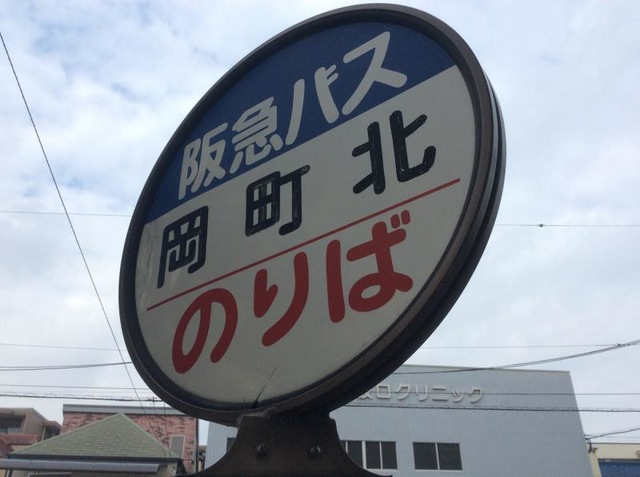 阪急バス
岡町北
のりば
クリニック